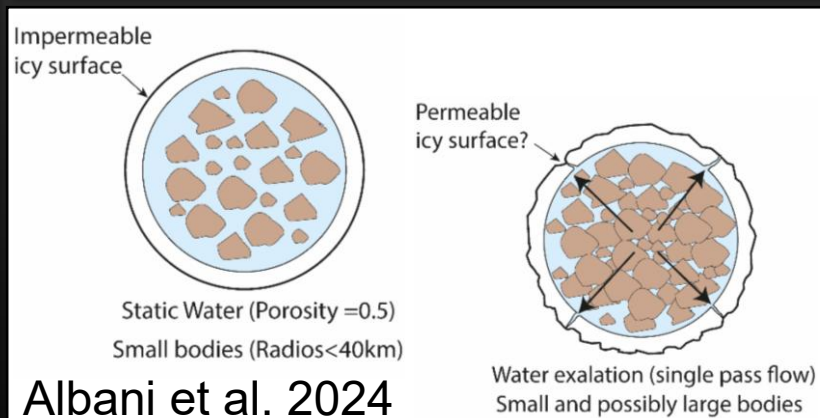 Impermeable
icy surface
Static Water (Porosity =0.5)
Small bodies (Radios<40km)
Permeable
icy surface?
Water exalation (single pass flow)
Small and possibly large bodies
Albani et al. 2024